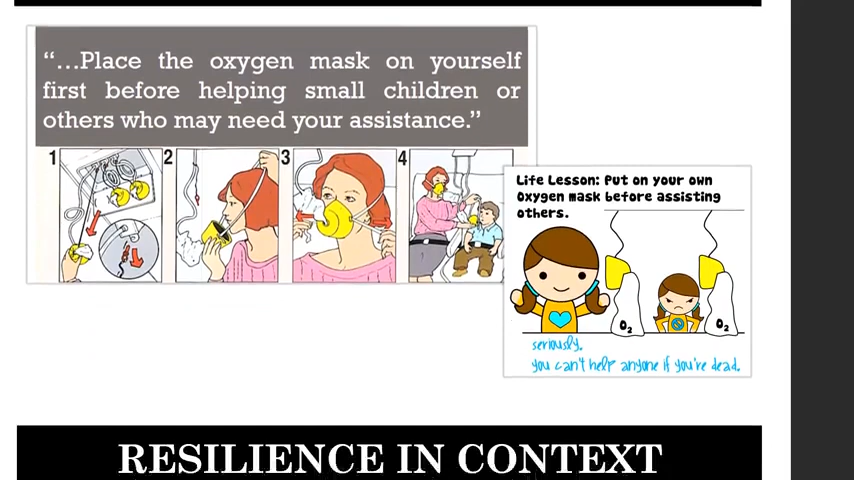 “…Place the oxygen mask on yourself
first before helping small children or
others who may need your assistance.”
1 2 3 4
Life Lesson: Put on your own
Oxygen mask before assisting
others.
O₂ O₂
seriously.
you can't help anyone if you're dead.
RESILIENCE IN CONTEXT